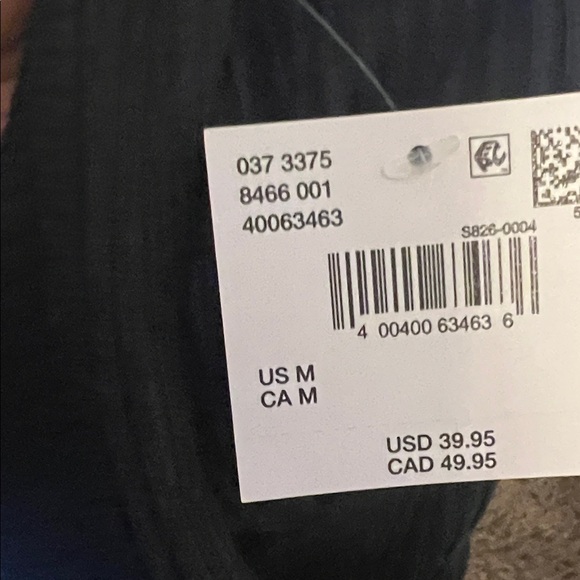 037 3375
8466 001
40063463
S826-0004
4 00400 63463 6
US M
CA M
USD 39.95
CAD 49.95